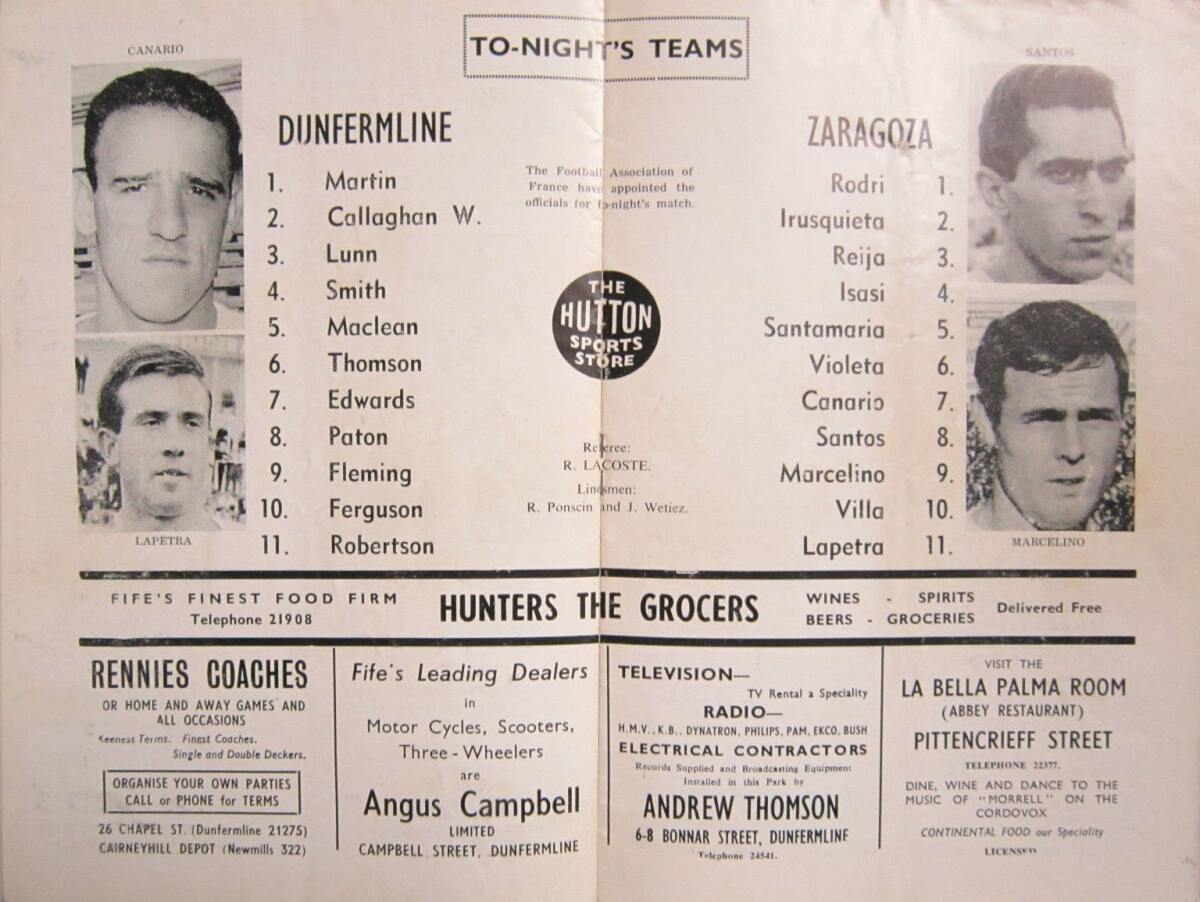 TO-NIGHT'S TEAMS
CANARIO
LAPETRA
DUNFERMLINE
1. Martin
2. Callaghan W.
3. Lunn
4. Smith
5. Maclean
6. Thomson
7. Edwards
8. Paton
9. Fleming
10. Ferguson
11. Robertson
The Football Association of
France have appointed the
officials for to-night's match.
THE
HUTTON
SPORTS
STORE
Referee:
R. LACOSTE.
Linesmen:
R. Ponscin and J. Wetiez.
ZARAGOZA
Rodri 1.
Irusquieta 2.
Reija 3.
Isasi 4.
Santamaria 5.
Violeta 6.
Canario 7.
Santos 8.
Marcelino 9.
Villa 10.
Lapetra 11.
SANTOS
MARCELINO
FIFE'S FINEST FOOD FIRM
Telephone 21908
HUNTERS THE GROCERS
WINES - SPIRITS
BEERS - GROCERIES
Delivered Free
RENNIES COACHES
OR HOME AND AWAY GAMES AND
ALL OCCASIONS
Keenest Terms. Finest Coaches.
Single and Double Deckers.
ORGANISE YOUR OWN PARTIES
CALL or PHONE for TERMS
26 CHAPEL ST. (Dunfermline 21275)
CAIRNEYHILL DEPOT (Newmills 322)
Fife's Leading Dealers
in
Motor Cycles, Scooters,
Three-Wheelers
are
Angus Campbell
LIMITED
CAMPBELL STREET, DUNFERMLINE
TELEVISION—
TV Rental a Speciality
RADIO—
H.M.V., K.B., DYNATRON, PHILIPS, PAM, EKCO, BUSH
ELECTRICAL CONTRACTORS
Records Supplied and Broadcasting Equipment
Installed in this Park by
ANDREW THOMSON
6-8 BONNAR STREET, DUNFERMLINE
Telephone 24541.
VISIT THE
LA BELLA PALMA ROOM
(ABBEY RESTAURANT)
PITTENCRIEFF STREET
TELEPHONE 22377.
DINE, WINE AND DANCE TO THE
MUSIC OF "MORRELL" ON THE
CORDOVOX
CONTINENTAL FOOD our Speciality
LICENSED